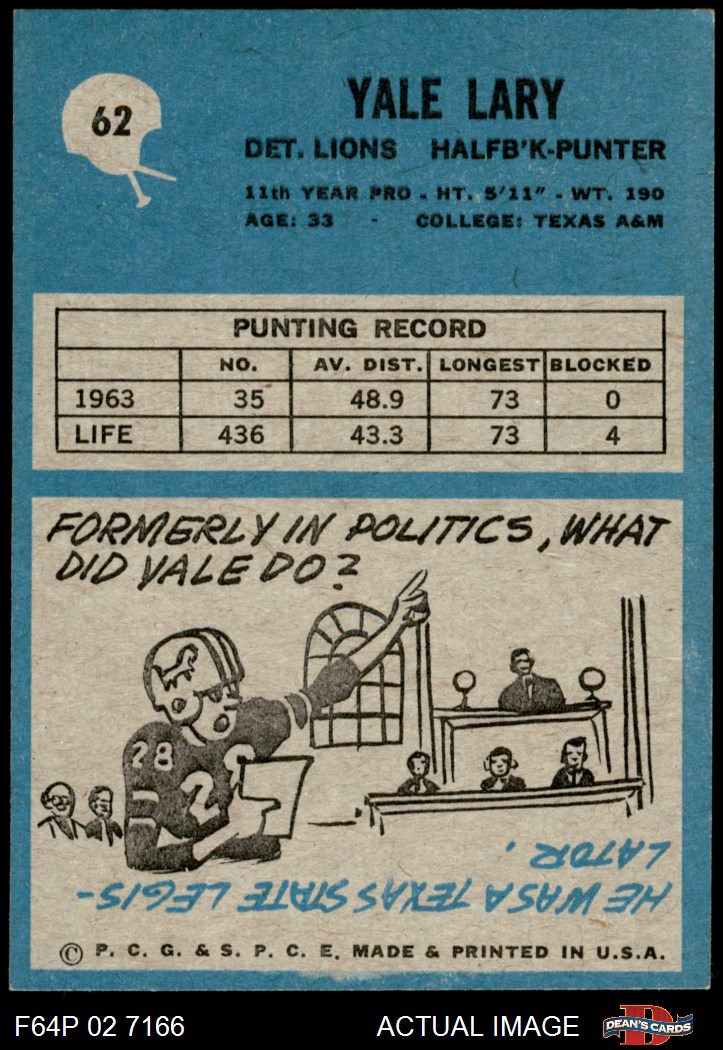 62
YALE LARY
DET. LIONS HALFB'K-PUNTER
11th YEAR PRO - HT. 5'11" - WT. 190
AGE: 33 - COLLEGE: TEXAS A&M
PUNTING RECORD
NO. AV. DIST. LONGEST BLOCKED
1963 35 48.9 73 0
LIFE 436 43.3 73 4
FORMERLY IN POLITICS, WHAT
DID YALE DO?
28
28
HE WAS A TEXAS STATE LEGIS-
LATOR.
© P. C. G. & S. P. C. E. MADE & PRINTED IN U.S.A.
F64P 02 7166 ACTUAL IMAGE
D
DEAN'S CARDS